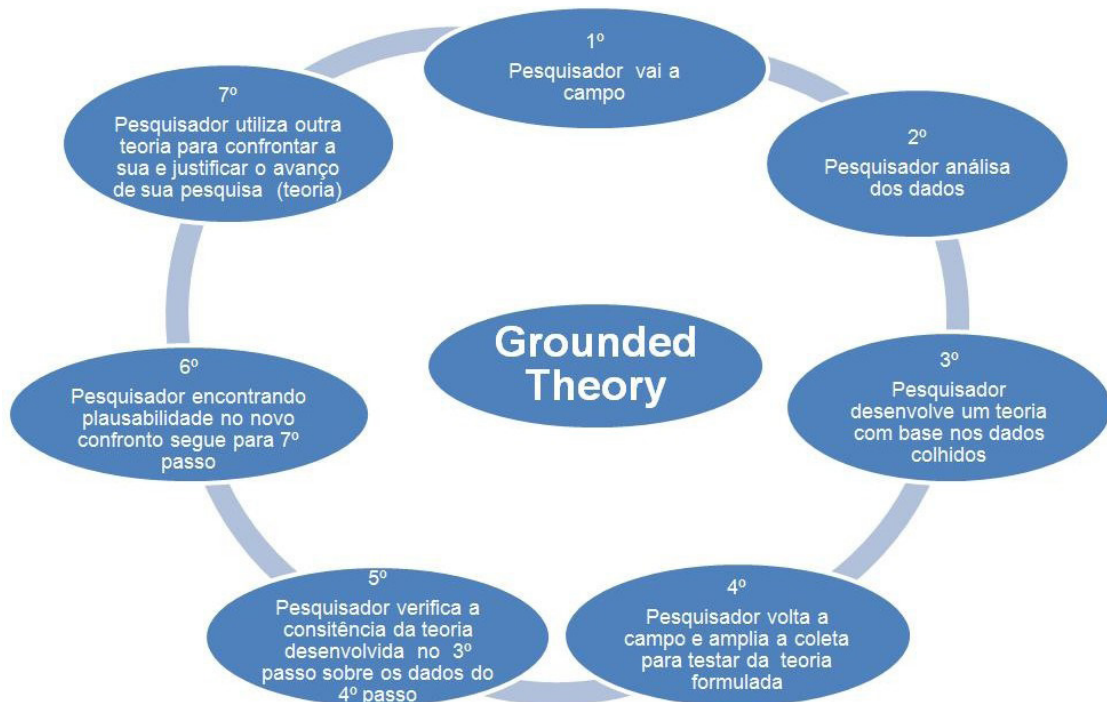 1º
Pesquisador vai a
campo
2º
Pesquisador análisa
dos dados
3º
Pesquisador
desenvolve um teoria
com base nos dados
colhidos
4º
Pesquisador volta a
campo e amplia a coleta
para testar da teoria
formulada
5º
Pesquisador verifica a
consitência da teoria
desenvolvida no 3º
passo sobre os dados do
4º passo
6º
Pesquisador encontrando
plausabilidade no novo
confronto segue para 7º
passo
7º
Pesquisador utiliza outra
teoria para confrontar a
sua e justificar o avanço
de sua pesquisa (teoria)
Grounded
Theory